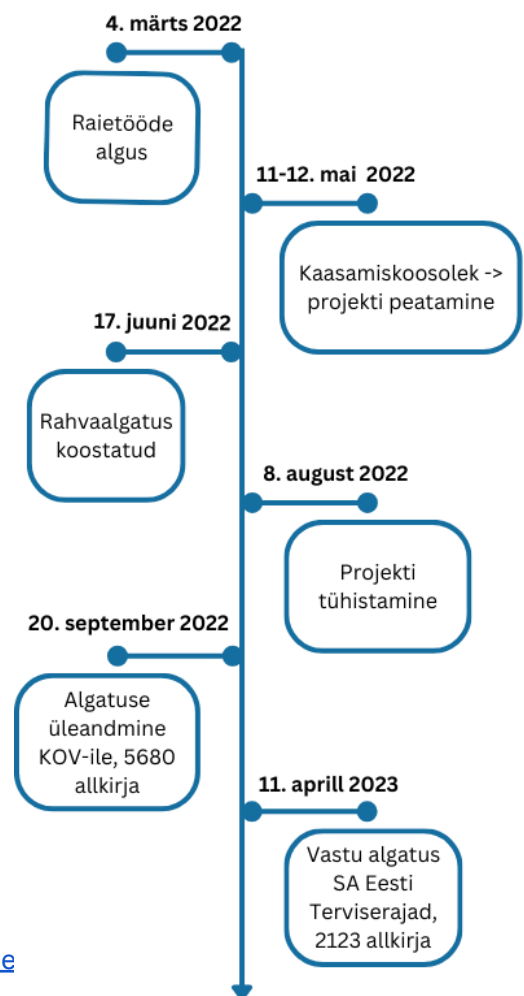 4. märts 2022
Raietööde
algus
11-12. mai 2022
Kaasamiskoosolek ->
projekti peatamine
17. juuni 2022
Rahvaalgatus
koostatud
8. august 2022
Projekti
tühistamine
20. september 2022
Algatuse
üleandmine
KOV-ile, 5680
allkirja
11. aprill 2023
Vastu algatus
SA Eesti
Terviserajad,
2123 allkirja
e